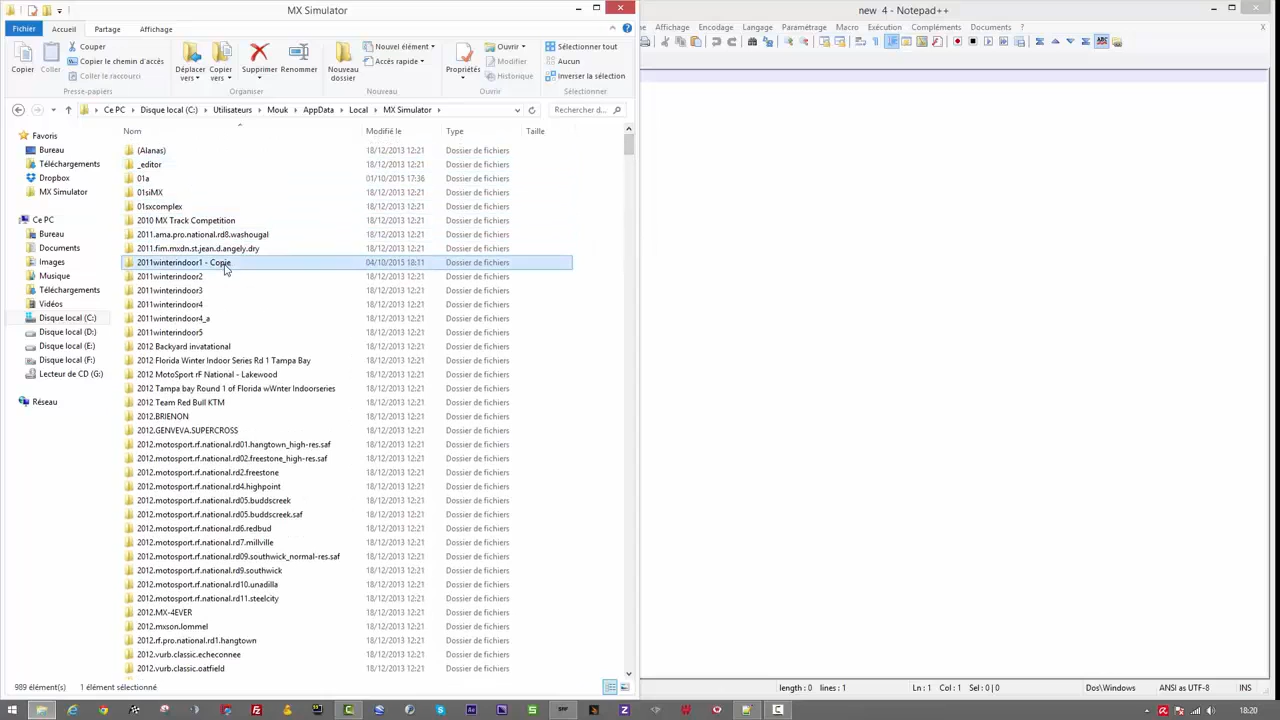 MX Simulator
new 4 - Notepad++
Fichier Accueil Partage Affichage
Affichage Encodage Langage Paramétrage Macro Exécution Compléments Documents ?
Copier
Coller
Couper
Copier le chemin d'accès
Coller le raccourci
Déplacer vers
Copier vers
Supprimer
Renommer
Nouveau dossier
Nouvel élément
Accès rapide
Propriétés
Ouvrir
Modifier
Historique
Sélectionner tout
Aucun
Inverser la sélection
Presse-papiers Organiser Nouveau Ouvrir Sélectionner
Ce PC Disque local (C:) Utilisateurs Mouk AppData Local MX Simulator
Rechercher d...
Favoris
Bureau
Téléchargements
Dropbox
MX Simulator
Ce PC
Bureau
Documents
Images
Musique
Téléchargements
Vidéos
Disque local (C:)
Disque local (D:)
Disque local (E:)
Disque local (F:)
Lecteur de CD (G:)
Réseau
Nom Modifié le Type Taille
(Alanas) 18/12/2013 12:21 Dossier de fichiers
_editor 18/12/2013 12:21 Dossier de fichiers
01a 01/10/2015 17:36 Dossier de fichiers
01siMX 18/12/2013 12:21 Dossier de fichiers
01sxcomplex 18/12/2013 12:21 Dossier de fichiers
2010 MX Track Competition 18/12/2013 12:21 Dossier de fichiers
2011.ama.pro.national.rd8.washougal 18/12/2013 12:21 Dossier de fichiers
2011.fim.mxdn.st.jean.d.angely.dry 18/12/2013 12:21 Dossier de fichiers
2011winterindoor1 - Copie 04/10/2015 18:11 Dossier de fichiers
2011winterindoor2 18/12/2013 12:21 Dossier de fichiers
2011winterindoor3 18/12/2013 12:21 Dossier de fichiers
2011winterindoor4 18/12/2013 12:21 Dossier de fichiers
2011winterindoor4_a 18/12/2013 12:21 Dossier de fichiers
2011winterindoor5 18/12/2013 12:21 Dossier de fichiers
2012 Backyard invatational 18/12/2013 12:21 Dossier de fichiers
2012 Florida Winter Indoor Series Rd 1 Tampa Bay 18/12/2013 12:21 Dossier de fichiers
2012 MotoSport rF National - Lakewood 18/12/2013 12:21 Dossier de fichiers
2012 Tampa bay Round 1 of Florida wWnter Indoorseries 18/12/2013 12:21 Dossier de fichiers
2012 Team Red Bull KTM 18/12/2013 12:21 Dossier de fichiers
2012.BRIENON 18/12/2013 12:21 Dossier de fichiers
2012.GENVEVA.SUPERCROSS 18/12/2013 12:21 Dossier de fichiers
2012.motosport.rf.national.rd01.hangtown_high-res.saf 18/12/2013 12:21 Dossier de fichiers
2012.motosport.rf.national.rd02.freestone_high-res.saf 18/12/2013 12:21 Dossier de fichiers
2012.motosport.rf.national.rd2.freestone 18/12/2013 12:21 Dossier de fichiers
2012.motosport.rf.national.rd4.highpoint 18/12/2013 12:21 Dossier de fichiers
2012.motosport.rf.national.rd05.buddscreek 18/12/2013 12:21 Dossier de fichiers
2012.motosport.rf.national.rd05.buddscreek.saf 18/12/2013 12:21 Dossier de fichiers
2012.motosport.rf.national.rd6.redbud 18/12/2013 12:21 Dossier de fichiers
2012.motosport.rf.national.rd7.millville 18/12/2013 12:21 Dossier de fichiers
2012.motosport.rf.national.rd09.southwick_normal-res.saf 18/12/2013 12:21 Dossier de fichiers
2012.motosport.rf.national.rd9.southwick 18/12/2013 12:21 Dossier de fichiers
2012.motosport.rf.national.rd10.unadilla 18/12/2013 12:21 Dossier de fichiers
2012.motosport.rf.national.rd11.steelcity 18/12/2013 12:21 Dossier de fichiers
2012.MX-4EVER 18/12/2013 12:21 Dossier de fichiers
2012.mxson.lommel 18/12/2013 12:21 Dossier de fichiers
2012.rf.pro.national.rd1.hangtown 18/12/2013 12:21 Dossier de fichiers
2012.vurb.classic.echeconnee 18/12/2013 12:21 Dossier de fichiers
2012.vurb.classic.oatfield 18/12/2013 12:21 Dossier de fichiers
989 élément(s) 1 élément sélectionné
length : 0 lines : 1 Ln : 1 Col : 1 Sel : 0 | 0 Dos\Windows ANSI as UTF-8 INS
18:20